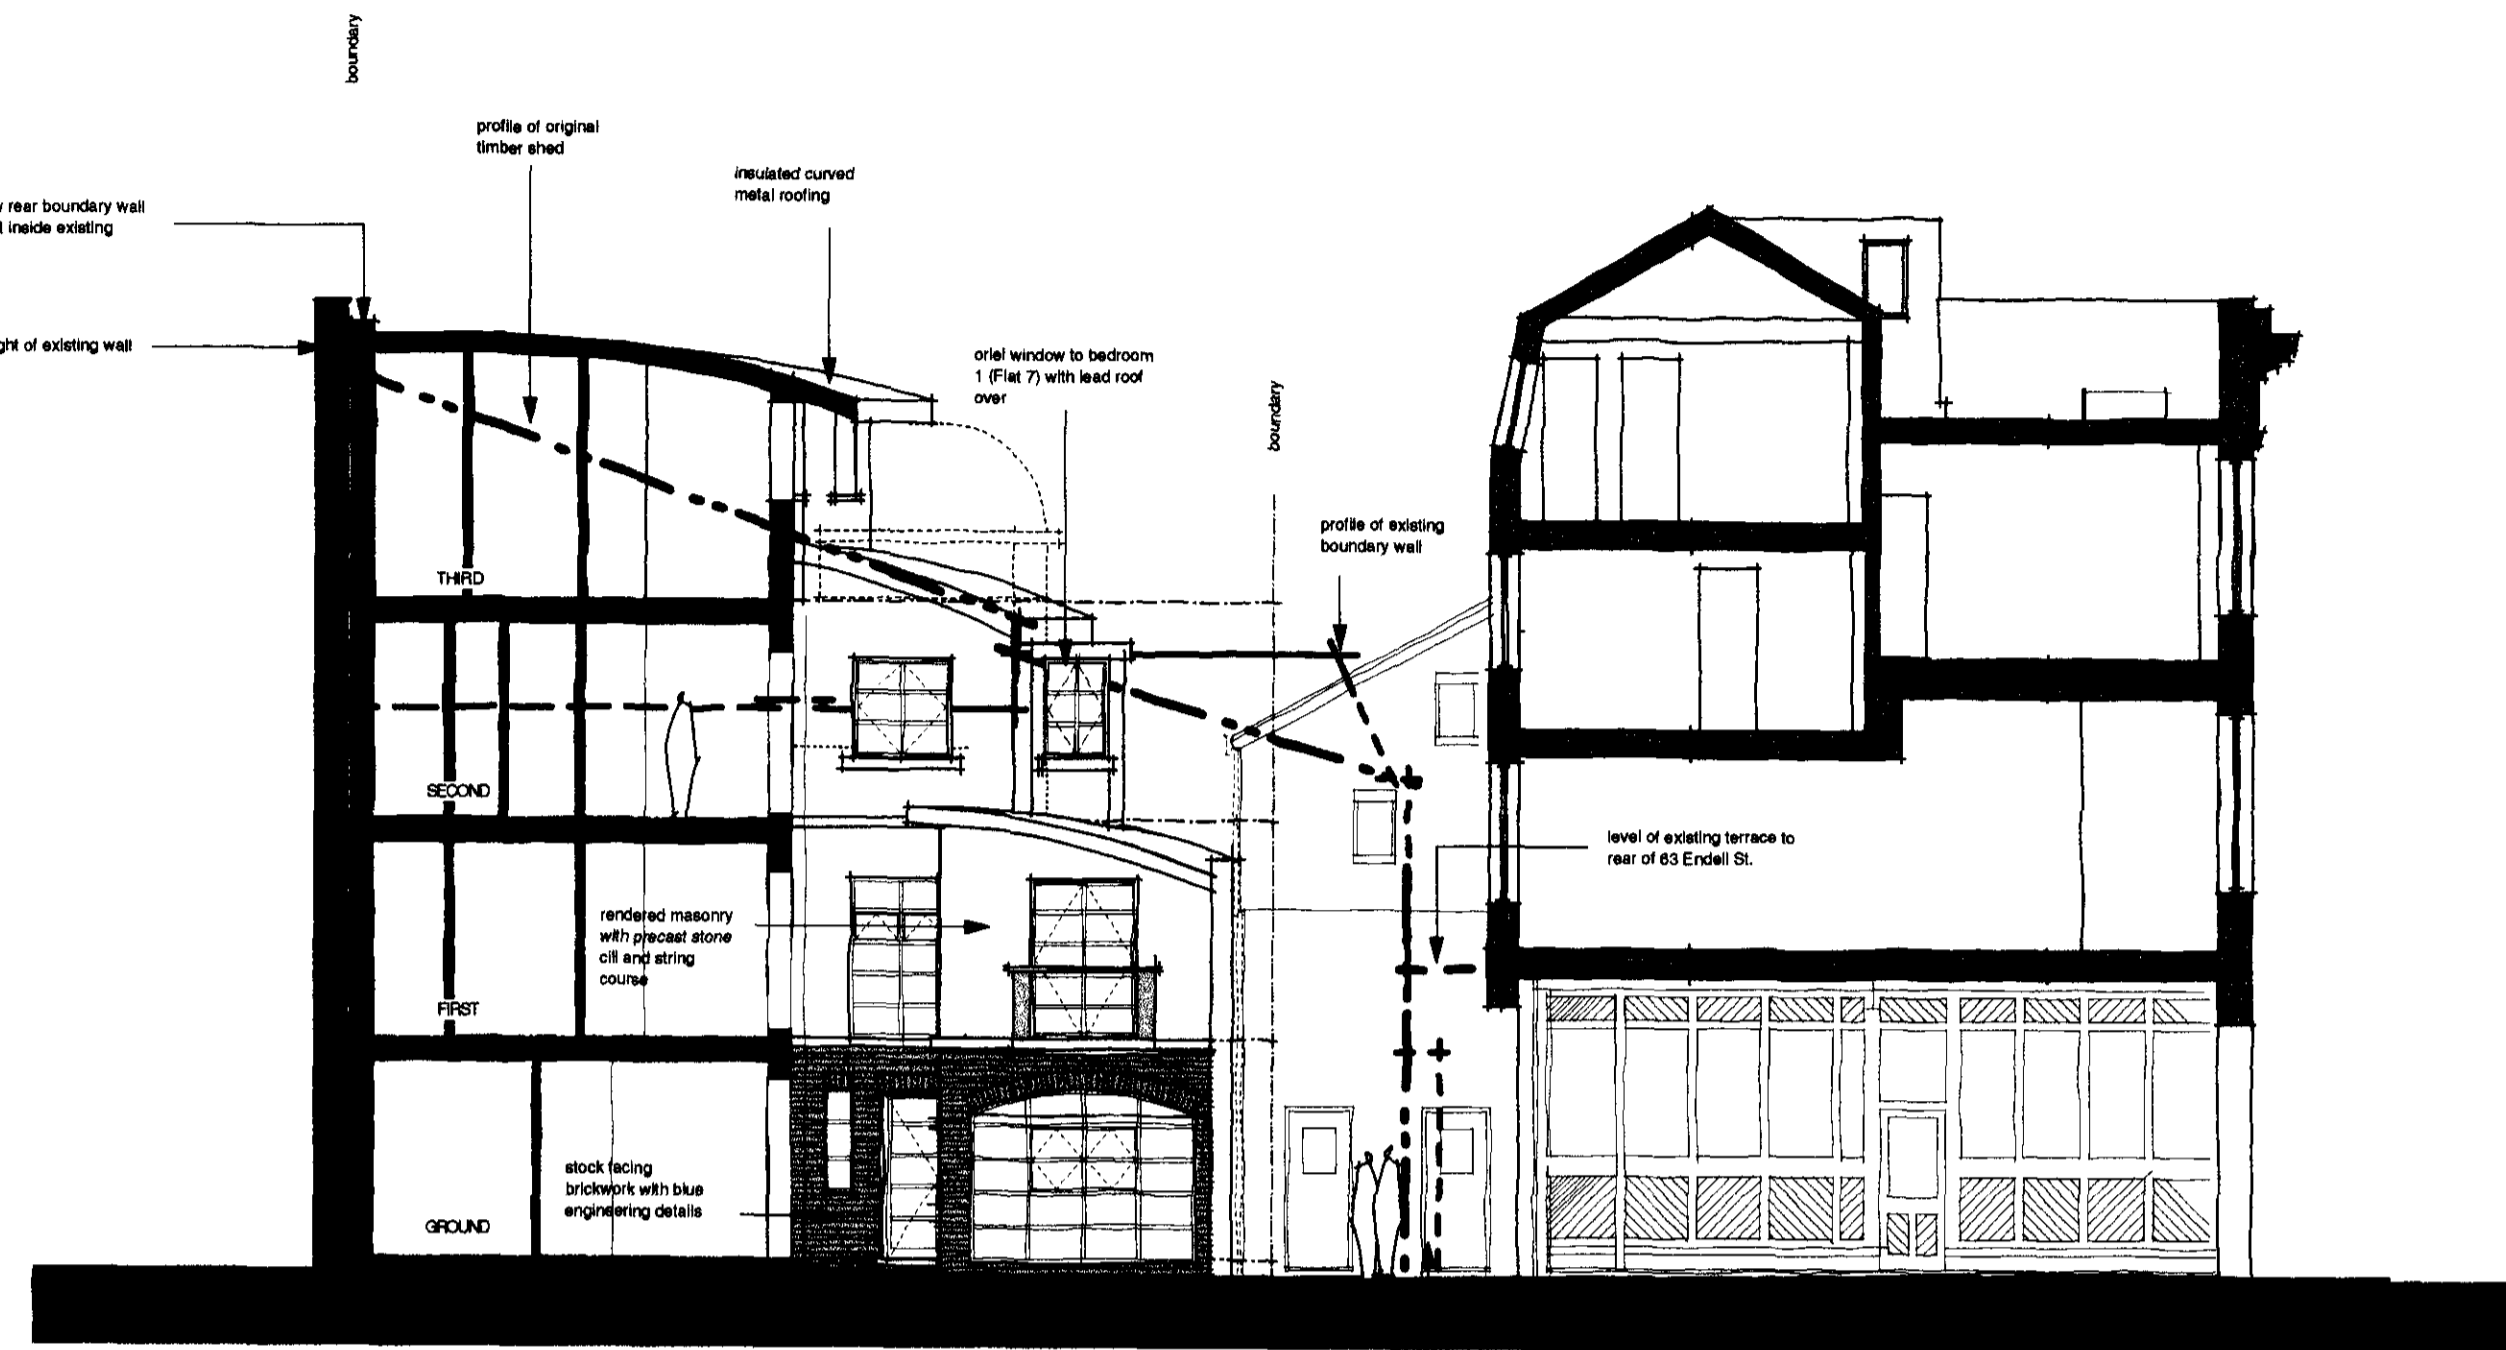 boundary
profile of original
timber shed
insulated curved
metal roofing
rear boundary wall
inside existing
of existing wall
oriel window to bedroom
1 (Flat 7) with lead roof
over
boundary
profile of existing
boundary wall
THIRD
SECOND
level of existing terrace to
rear of 63 Endell St.
rendered masonry
with precast stone
cill and string
course
FIRST
stock facing
brickwork with blue
engineering details
GROUND